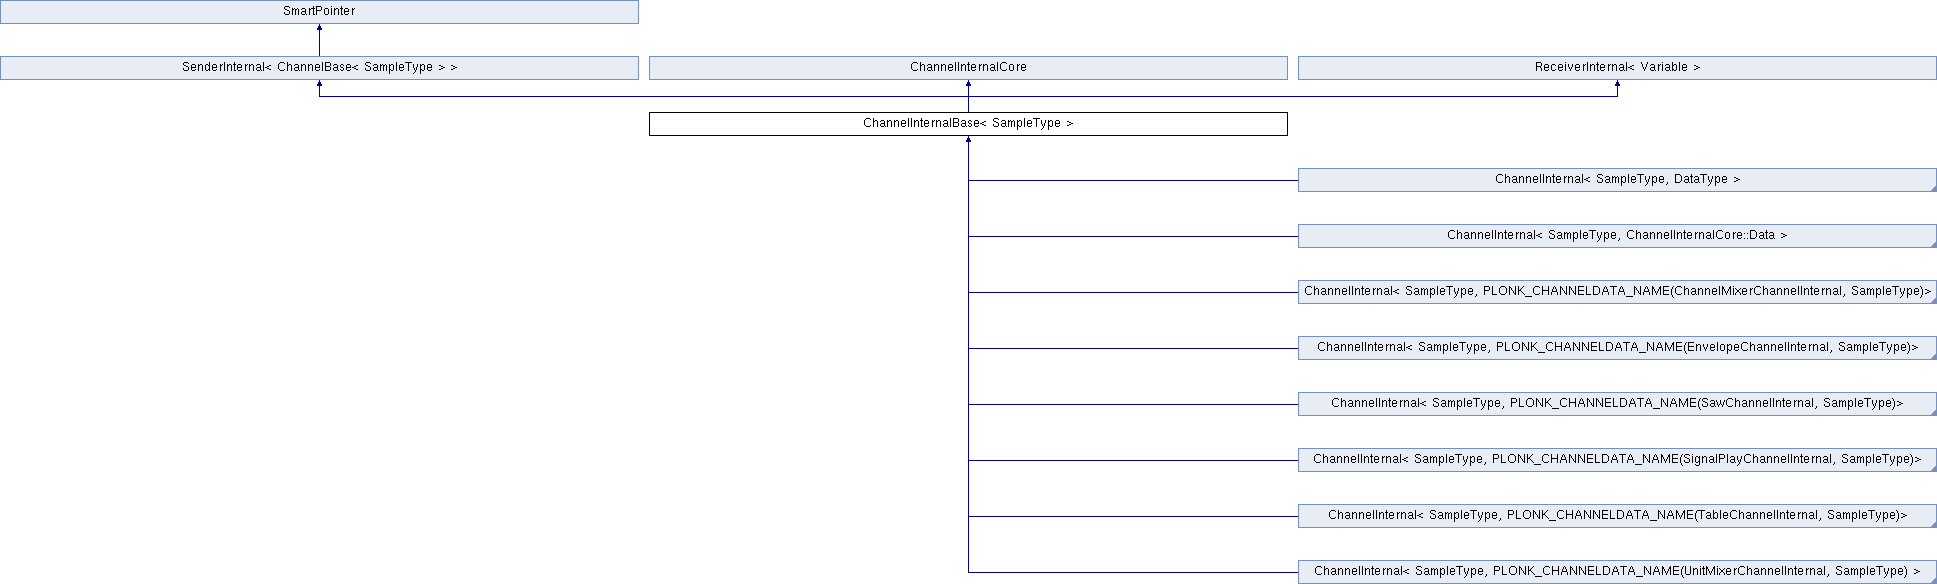 SmartPointer
SenderInternal< ChannelBase< SampleType > >
ChannelInternalCore
ReceiverInternal< Variable >
ChannelInternalBase< SampleType >
ChannelInternal< SampleType, DataType >
ChannelInternal< SampleType, ChannelInternalCore::Data >
ChannelInternal< SampleType, PLONK_CHANNELDATA_NAME(ChannelMixerChannelInternal, SampleType)>
ChannelInternal< SampleType, PLONK_CHANNELDATA_NAME(EnvelopeChannelInternal, SampleType)>
ChannelInternal< SampleType, PLONK_CHANNELDATA_NAME(SawChannelInternal, SampleType)>
ChannelInternal< SampleType, PLONK_CHANNELDATA_NAME(SignalPlayChannelInternal, SampleType)>
ChannelInternal< SampleType, PLONK_CHANNELDATA_NAME(TableChannelInternal, SampleType)>
ChannelInternal< SampleType, PLONK_CHANNELDATA_NAME(UnitMixerChannelInternal, SampleType) >